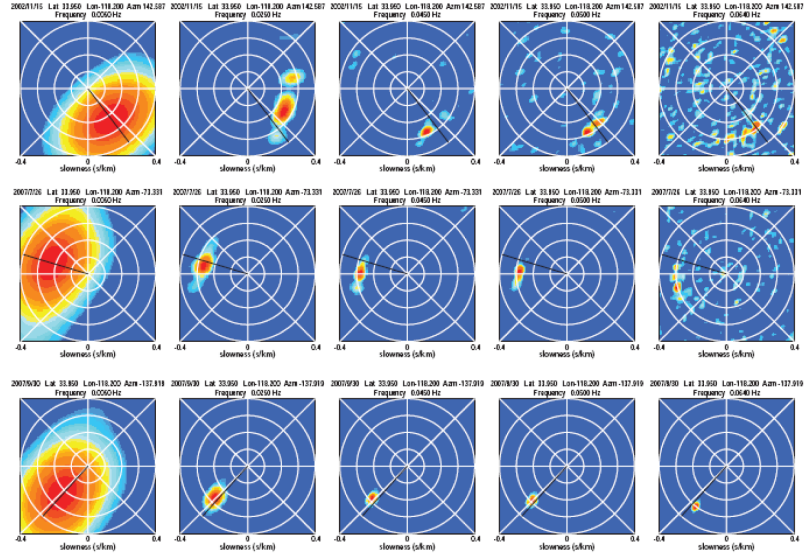 2002/11/15 Lat 33.950 Lon-118.200 Azm 142.587
Frequency 0.0060 Hz
-0.4 0 0.4
slowness (s/km)
2002/11/15 Lat 33.950 Lon-118.200 Azm 142.587
Frequency 0.0250 Hz
-0.4 0 0.4
slowness (s/km)
2002/11/15 Lat 33.950 Lon-118.200 Azm 142.587
Frequency 0.0450 Hz
-0.4 0 0.4
slowness (s/km)
2002/11/15 Lat 33.950 Lon-118.200 Azm 142.587
Frequency 0.0500 Hz
-0.4 0 0.4
slowness (s/km)
2002/11/15 Lat 33.950 Lon-118.200 Azm 142.587
Frequency 0.0640 Hz
-0.4 0 0.4
slowness (s/km)
2007/7/26 Lat 33.950 Lon-118.200 Azm -73.331
Frequency 0.0060 Hz
-0.4 0 0.4
slowness (s/km)
2007/7/26 Lat 33.950 Lon-118.200 Azm -73.331
Frequency 0.0250 Hz
-0.4 0 0.4
slowness (s/km)
2007/7/26 Lat 33.950 Lon-118.200 Azm -73.331
Frequency 0.0450 Hz
-0.4 0 0.4
slowness (s/km)
2007/7/26 Lat 33.950 Lon-118.200 Azm -73.331
Frequency 0.0500 Hz
-0.4 0 0.4
slowness (s/km)
2007/7/26 Lat 33.950 Lon-118.200 Azm -73.331
Frequency 0.0640 Hz
-0.4 0 0.4
slowness (s/km)
2007/9/30 Lat 33.950 Lon-118.200 Azm -137.919
Frequency 0.0060 Hz
-0.4 0 0.4
slowness (s/km)
2007/9/30 Lat 33.950 Lon-118.200 Azm -137.919
Frequency 0.0250 Hz
-0.4 0 0.4
slowness (s/km)
2007/9/30 Lat 33.950 Lon-118.200 Azm -137.919
Frequency 0.0450 Hz
-0.4 0 0.4
slowness (s/km)
2007/9/30 Lat 33.950 Lon-118.200 Azm -137.919
Frequency 0.0500 Hz
-0.4 0 0.4
slowness (s/km)
2007/9/30 Lat 33.950 Lon-118.200 Azm -137.919
Frequency 0.0640 Hz
-0.4 0 0.4
slowness (s/km)